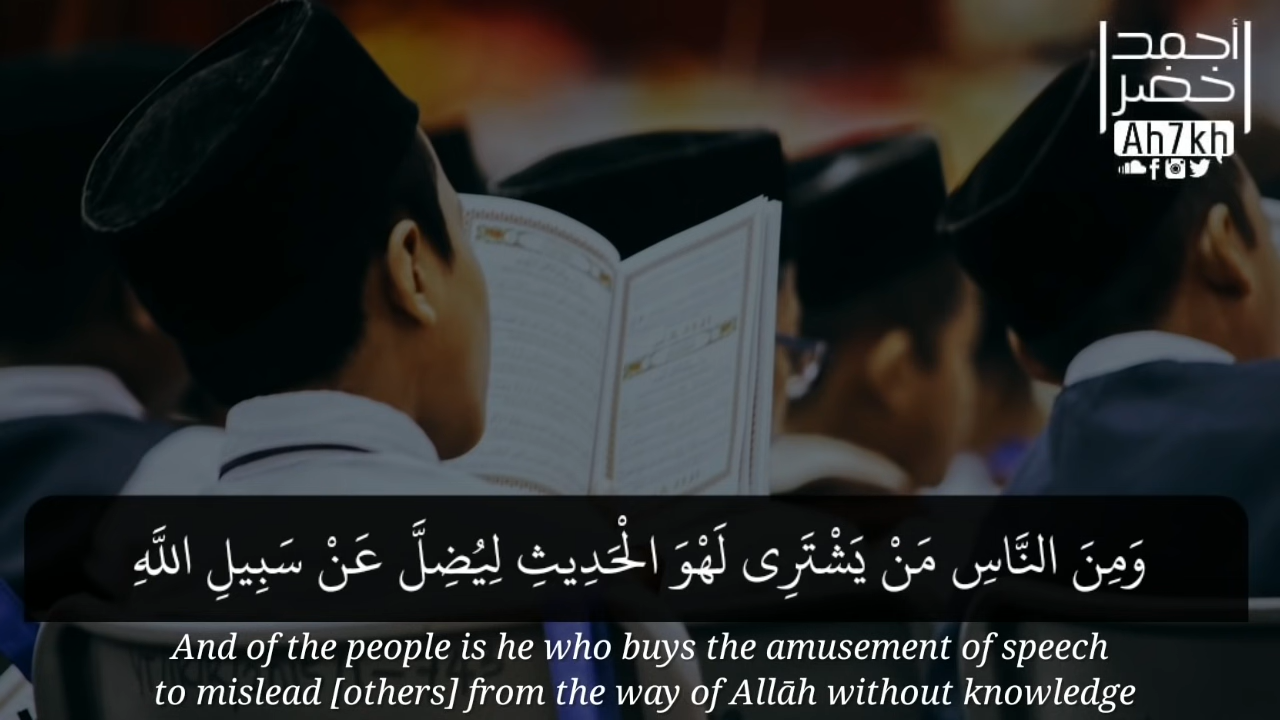 أحمد
خضر
Ah7kh
وَمِنَ النَّاسِ مَنْ يَشْتَرِى لَهْوَ الْحَدِيثِ لِيُضِلَّ عَنْ سَبِيلِ اللَّهِ
And of the people is he who buys the amusement of speech
to mislead [others] from the way of Allāh without knowledge